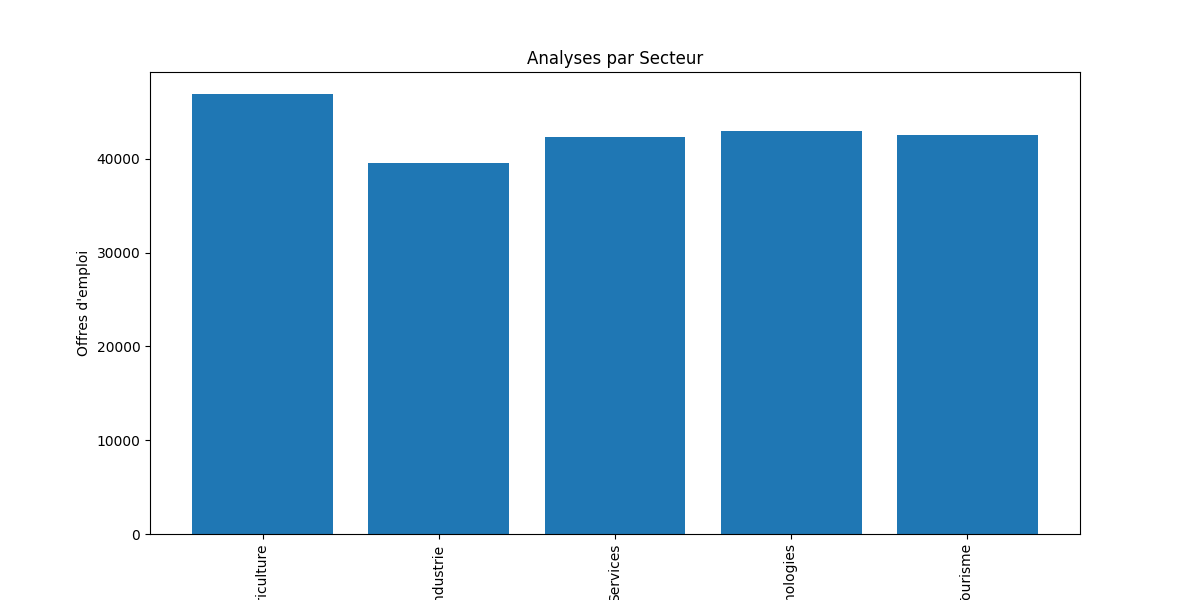 Analyses par Secteur
Offres d'emploi
40000
30000
20000
10000
0
riculture
ndustrie
Services
nologies
ourisme